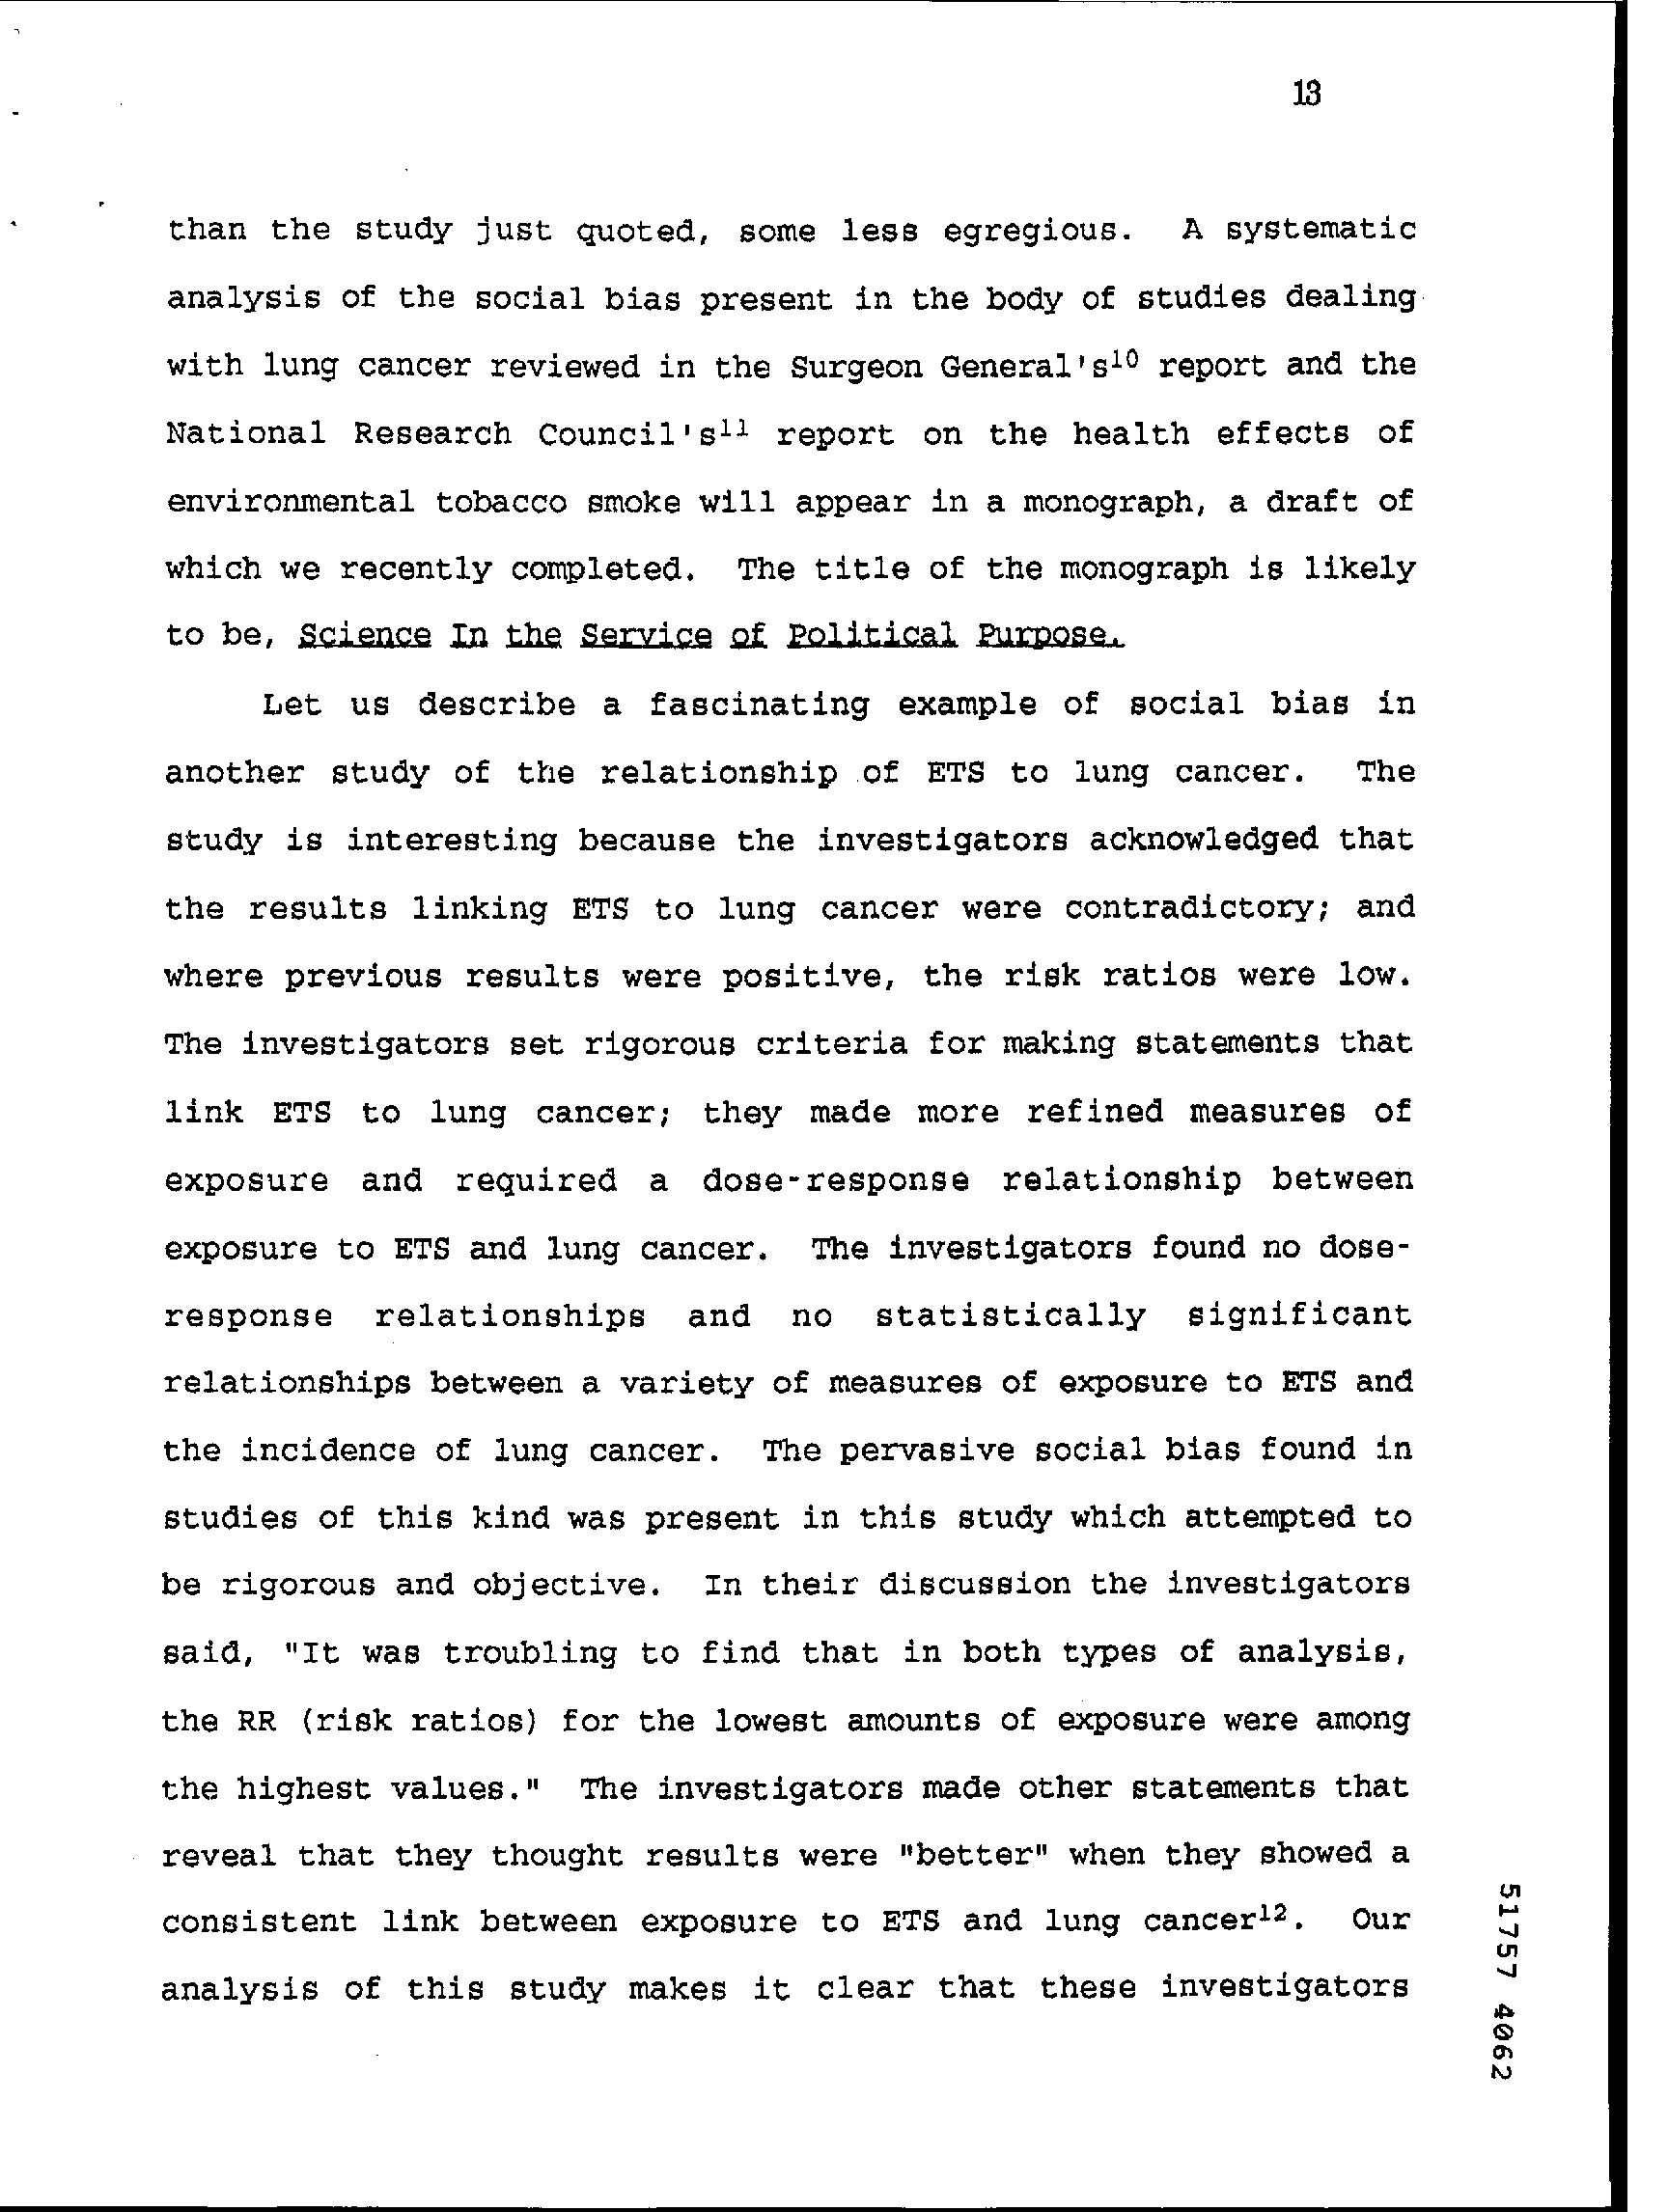 13
than the study just quoted, some less egregious. A systematic
analysis of the social bias present in the body of studies dealing
with lung cancer reviewed in the Surgeon General's10 report and the
National Research Council's11 report on the health effects of
environmental tobacco smoke will appear in a monograph, a draft of
which we recently completed. The title of the monograph is likely
to be, Science In the Service of Political Purpose.
Let us describe a fascinating example of social bias in
another study of the relationship of ETS to lung cancer. The
study is interesting because the investigators acknowledged that
the results linking ETS to lung cancer were contradictory; and
where previous results were positive, the risk ratios were low.
The investigators set rigorous criteria for making statements that
link ETS to lung cancer; they made more refined measures of
exposure and required a dose-response relationship between
exposure to ETS and lung cancer. The investigators found no dose-
response relationships and no statistically significant
relationships between a variety of measures of exposure to ETS and
the incidence of lung cancer. The pervasive social bias found in
studies of this kind was present in this study which attempted to
be rigorous and objective. In their discussion the investigators
said, "It was troubling to find that in both types of analysis,
the RR (risk ratios) for the lowest amounts of exposure were among
the highest values." The investigators made other statements that
reveal that they thought results were "better" when they showed a
consistent link between exposure to ETS and lung cancer12. Our
analysis of this study makes it clear that these investigators
51757 4062